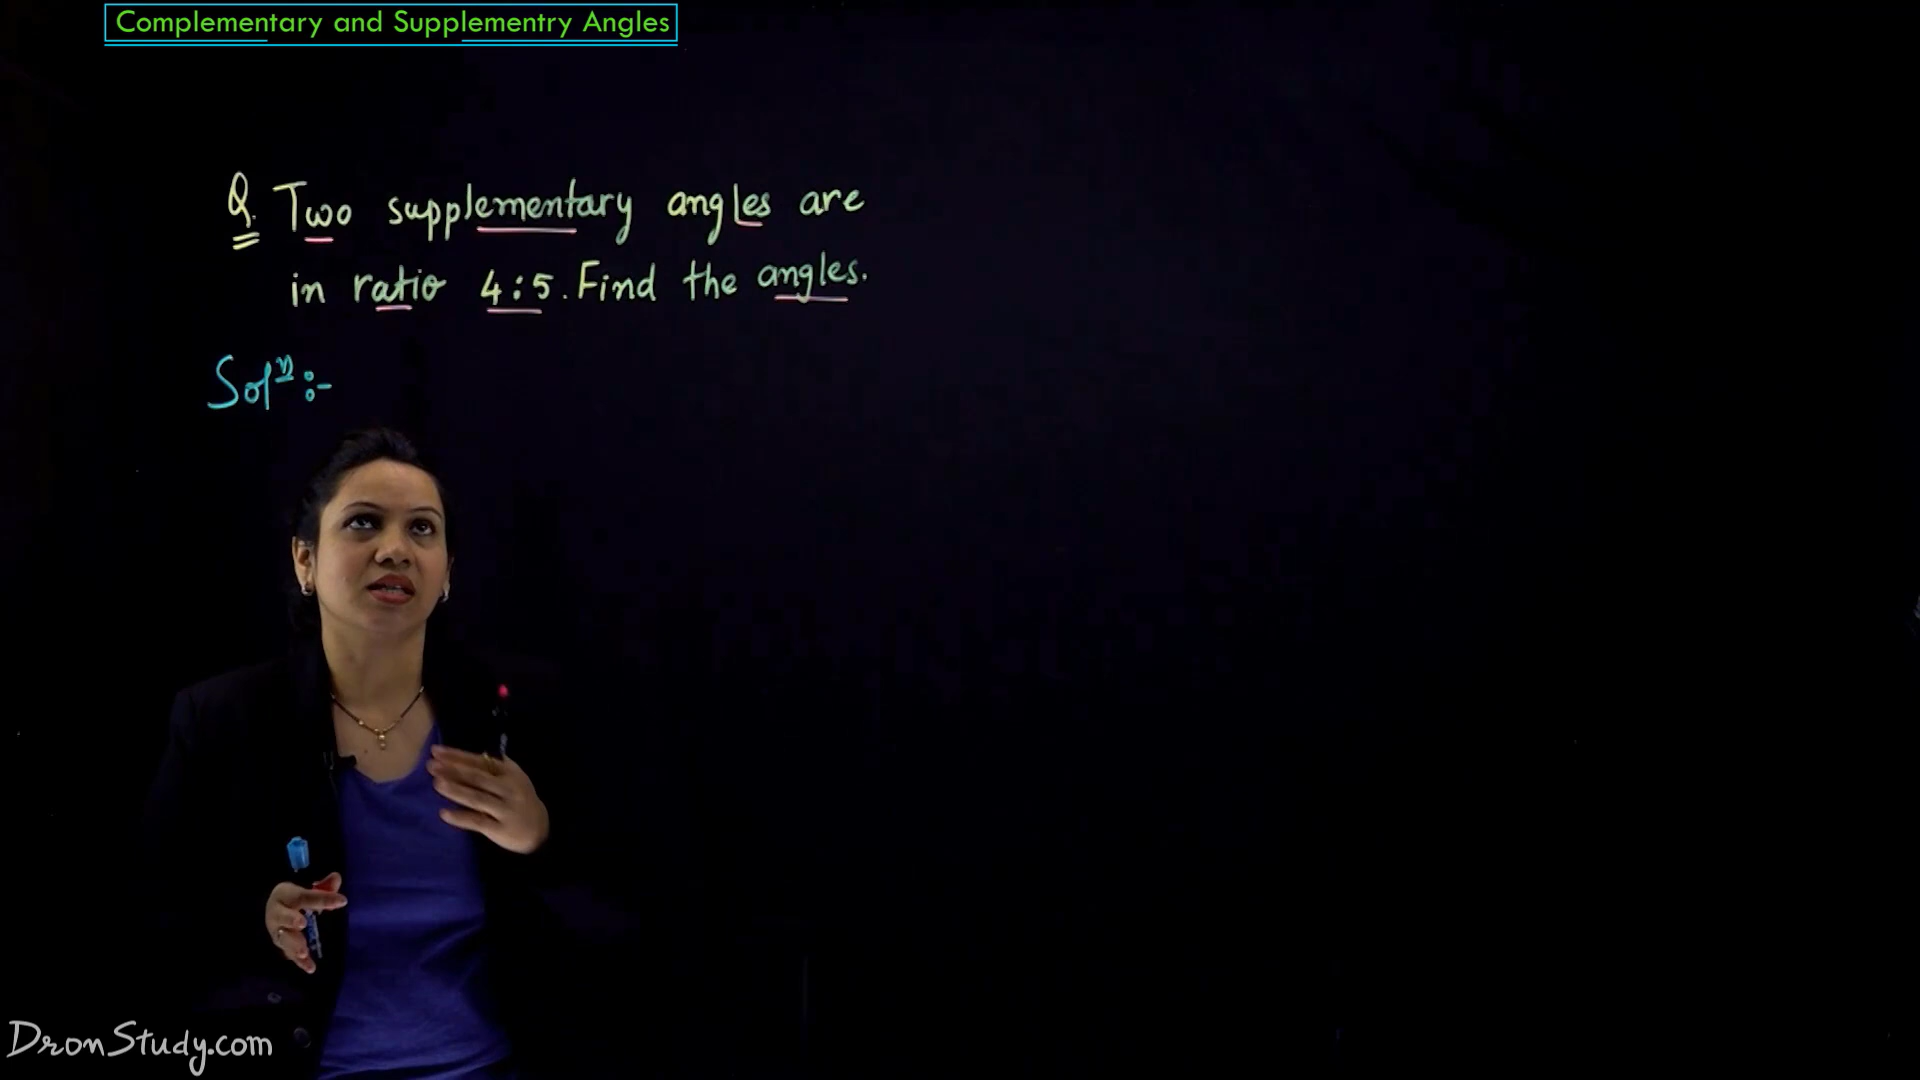 Complementary and Supplementry Angles
Q. Two supplementary angles are
in ratio 4:5. Find the angles.
Solⁿ :-
DronStudy.com